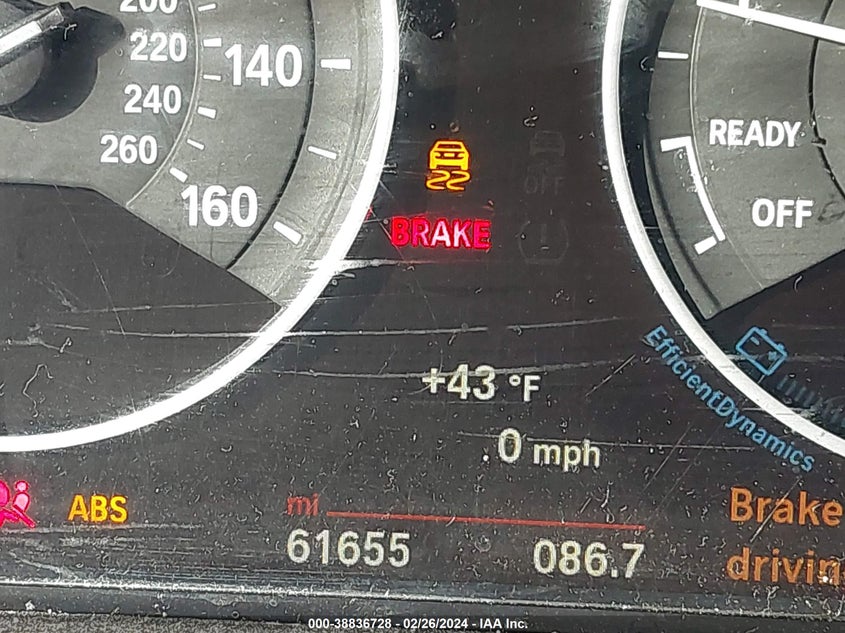 200
220
240
260
140
160
OFF
BRAKE
READY
OFF
+43 °F
0 mph
EfficientDynamics
ABS
mi
61655
086.7
Brake
drivin
000-38836728 - 02/26/2024 - IAA Inc.